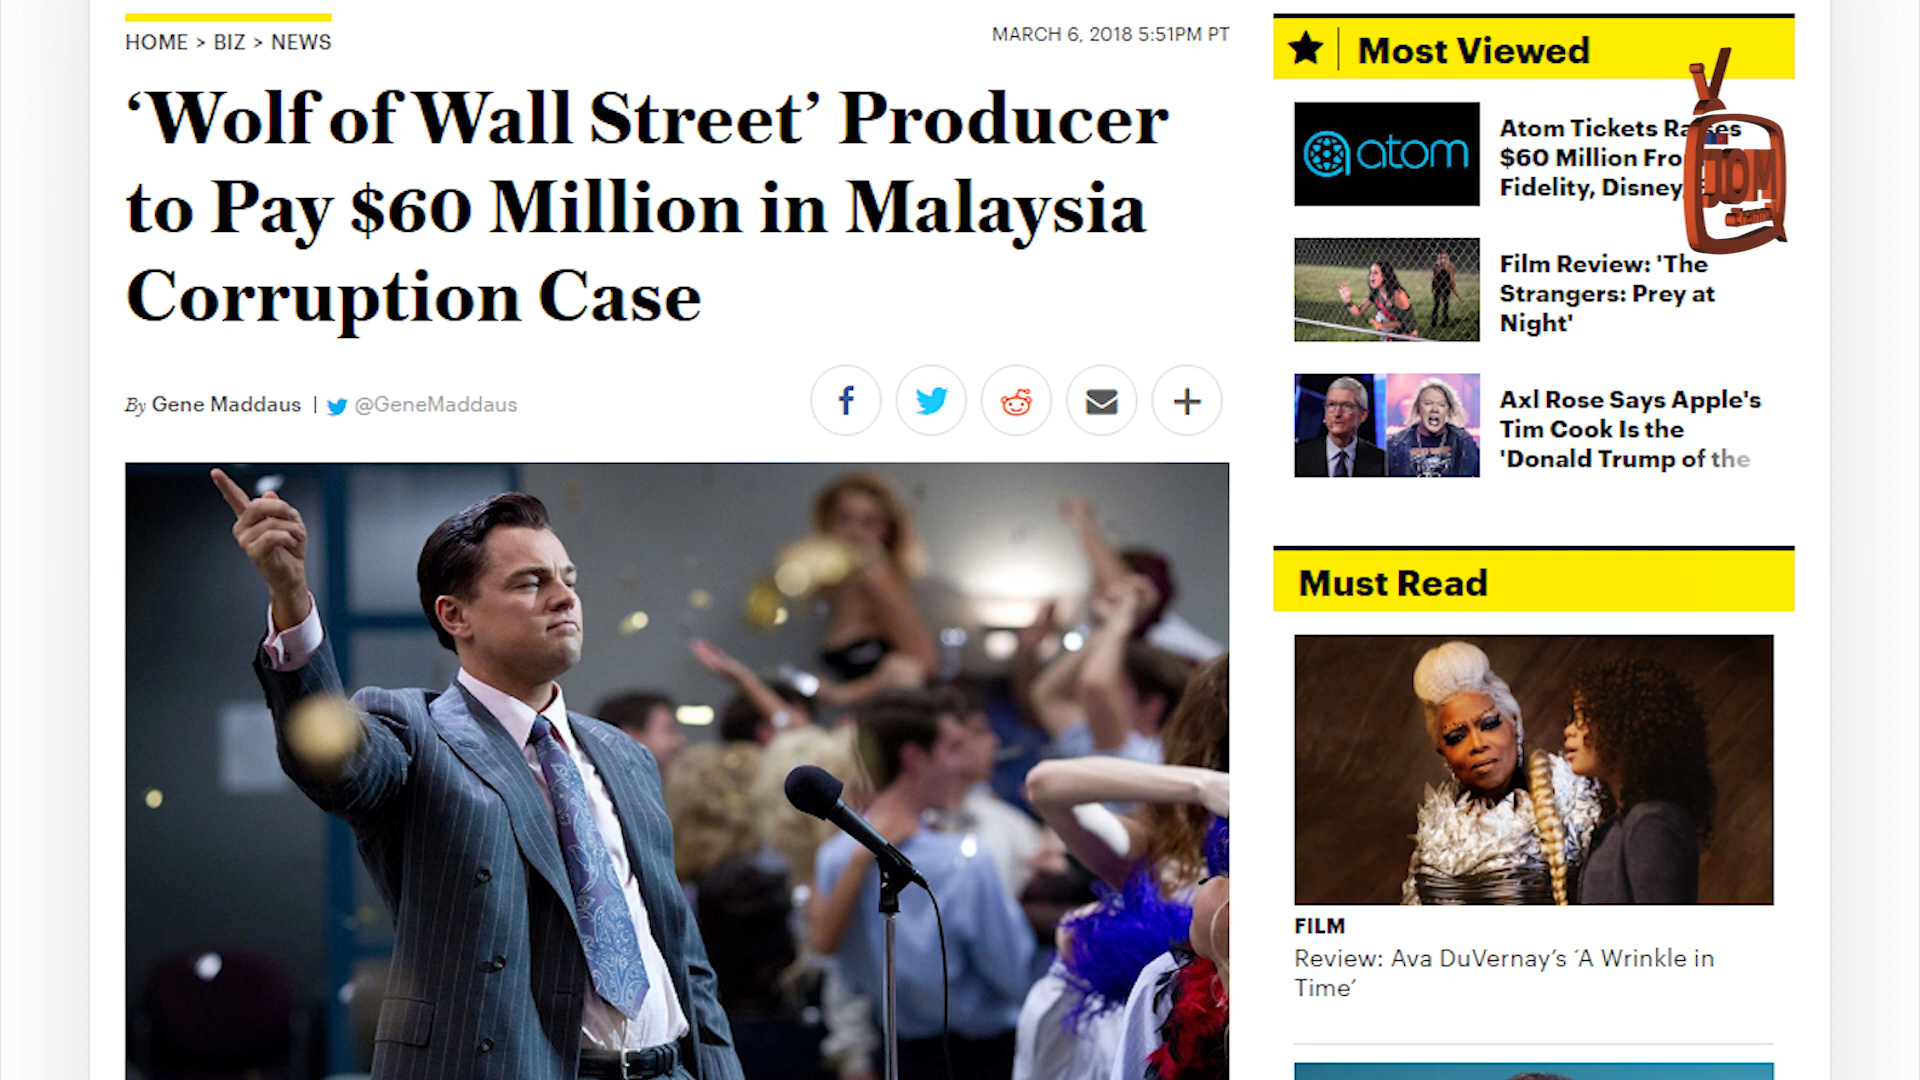 HOME > BIZ > NEWS
MARCH 6, 2018 5:51PM PT
‘Wolf of Wall Street’ Producer
to Pay $60 Million in Malaysia
Corruption Case
By Gene Maddaus | @GeneMaddaus
Most Viewed
atom
Atom Tickets Raises
$60 Million
Fidelity, Disney,
Film Review: 'The
Strangers: Prey at
Night'
Axl Rose Says Apple's
Tim Cook Is the
'Donald Trump of the
Must Read
FILM
Review: Ava DuVernay’s ‘A Wrinkle in
Time’